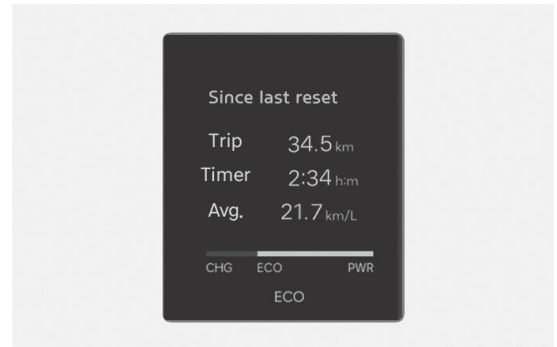 Since last reset
Trip 34.5 km
Timer 2:34 h:m
Avg. 21.7 km/L
CHG ECO PWR
ECO